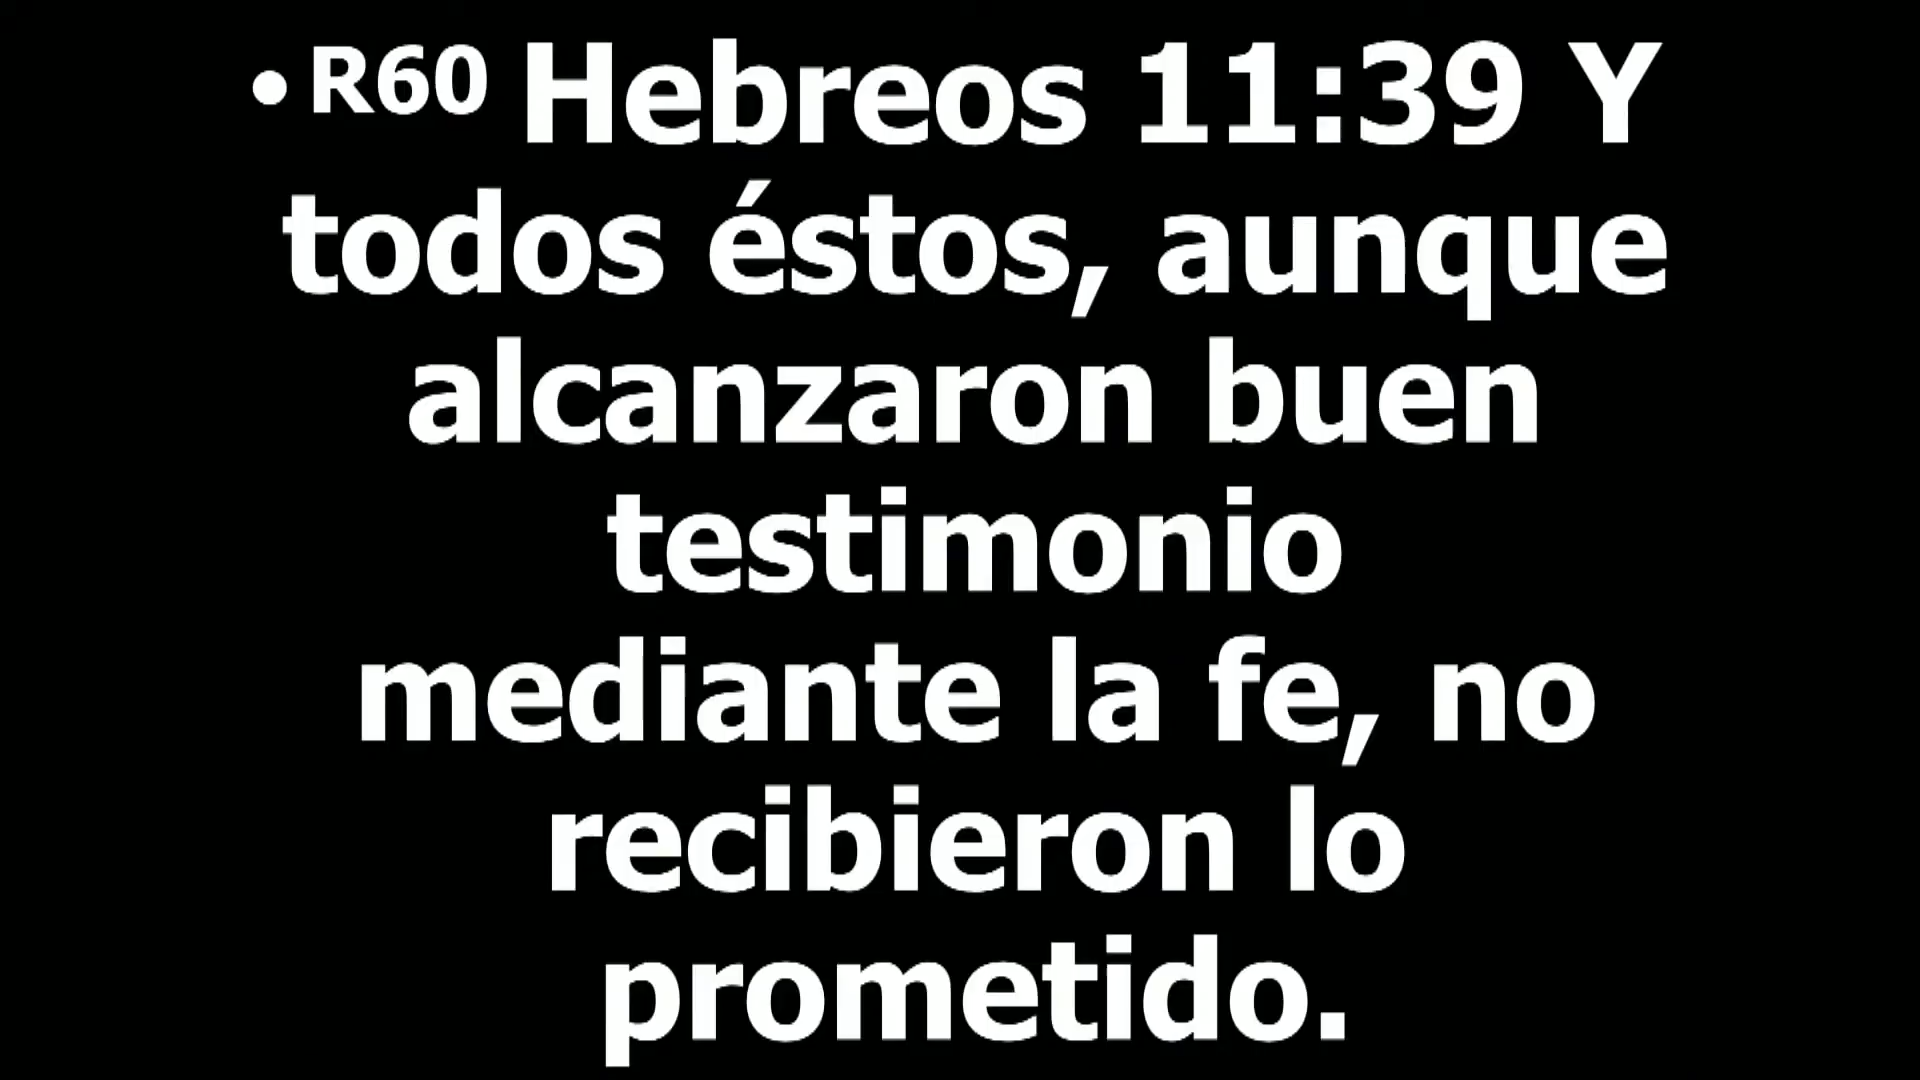 • R60 Hebreos 11:39 Y
todos éstos, aunque
alcanzaron buen
testimonio
mediante la fe, no
recibieron lo
prometido.